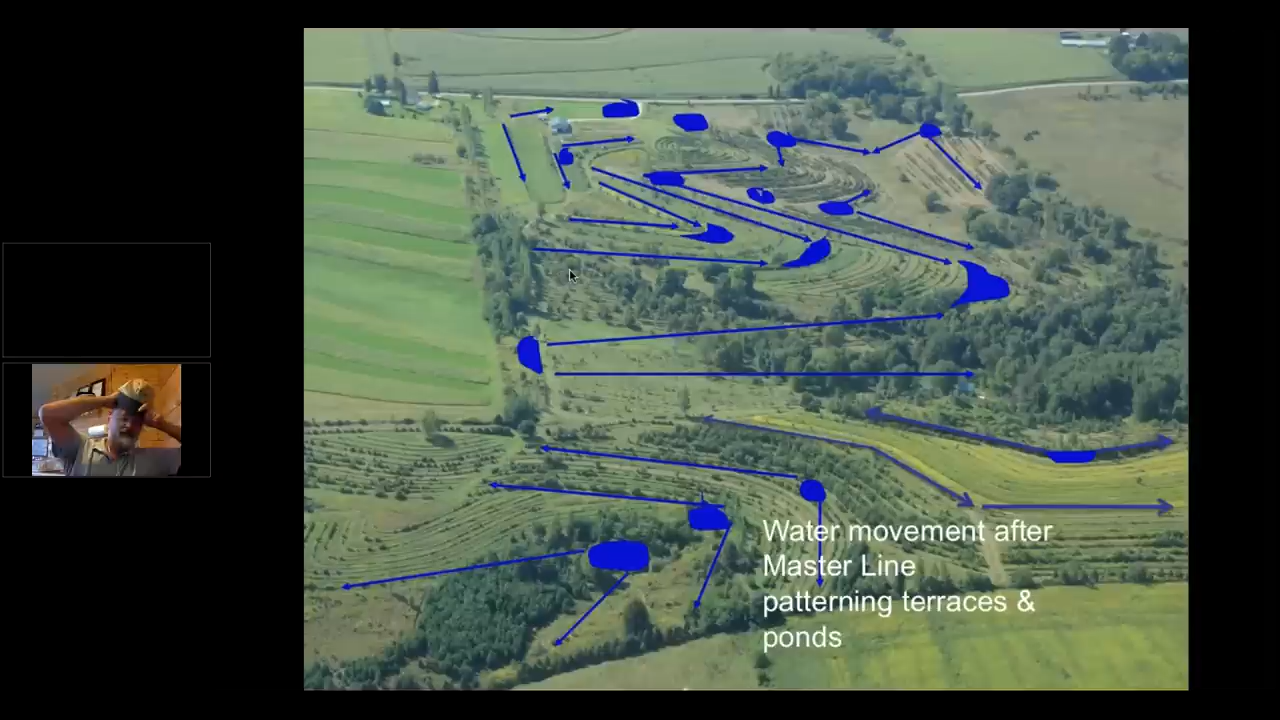 Water movement after
Master Line
patterning terraces &
ponds